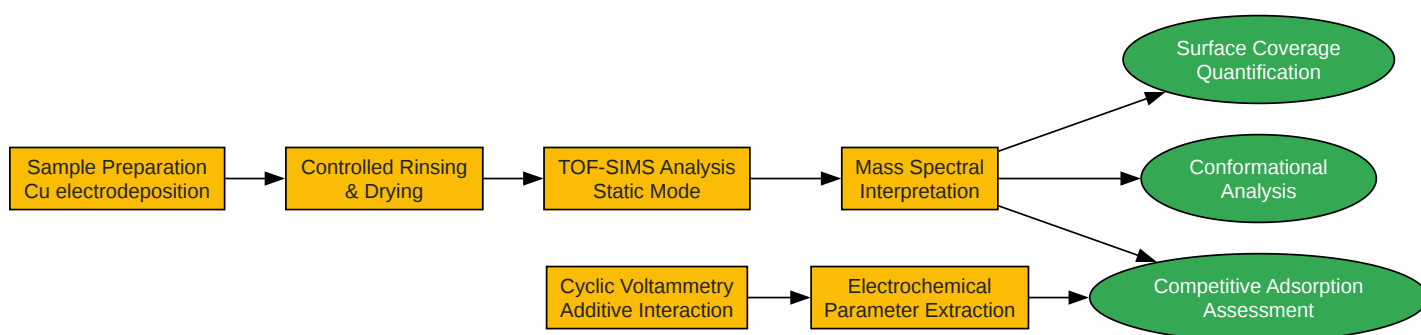 Surface Coverage
Quantification
Sample Preparation
Cu electrodeposition
Controlled Rinsing
& Drying
TOF-SIMS Analysis
Static Mode
Mass Spectral
Interpretation
Conformational
Analysis
Cyclic Voltammetry
Additive Interaction
Electrochemical
Parameter Extraction
Competitive Adsorption
Assessment